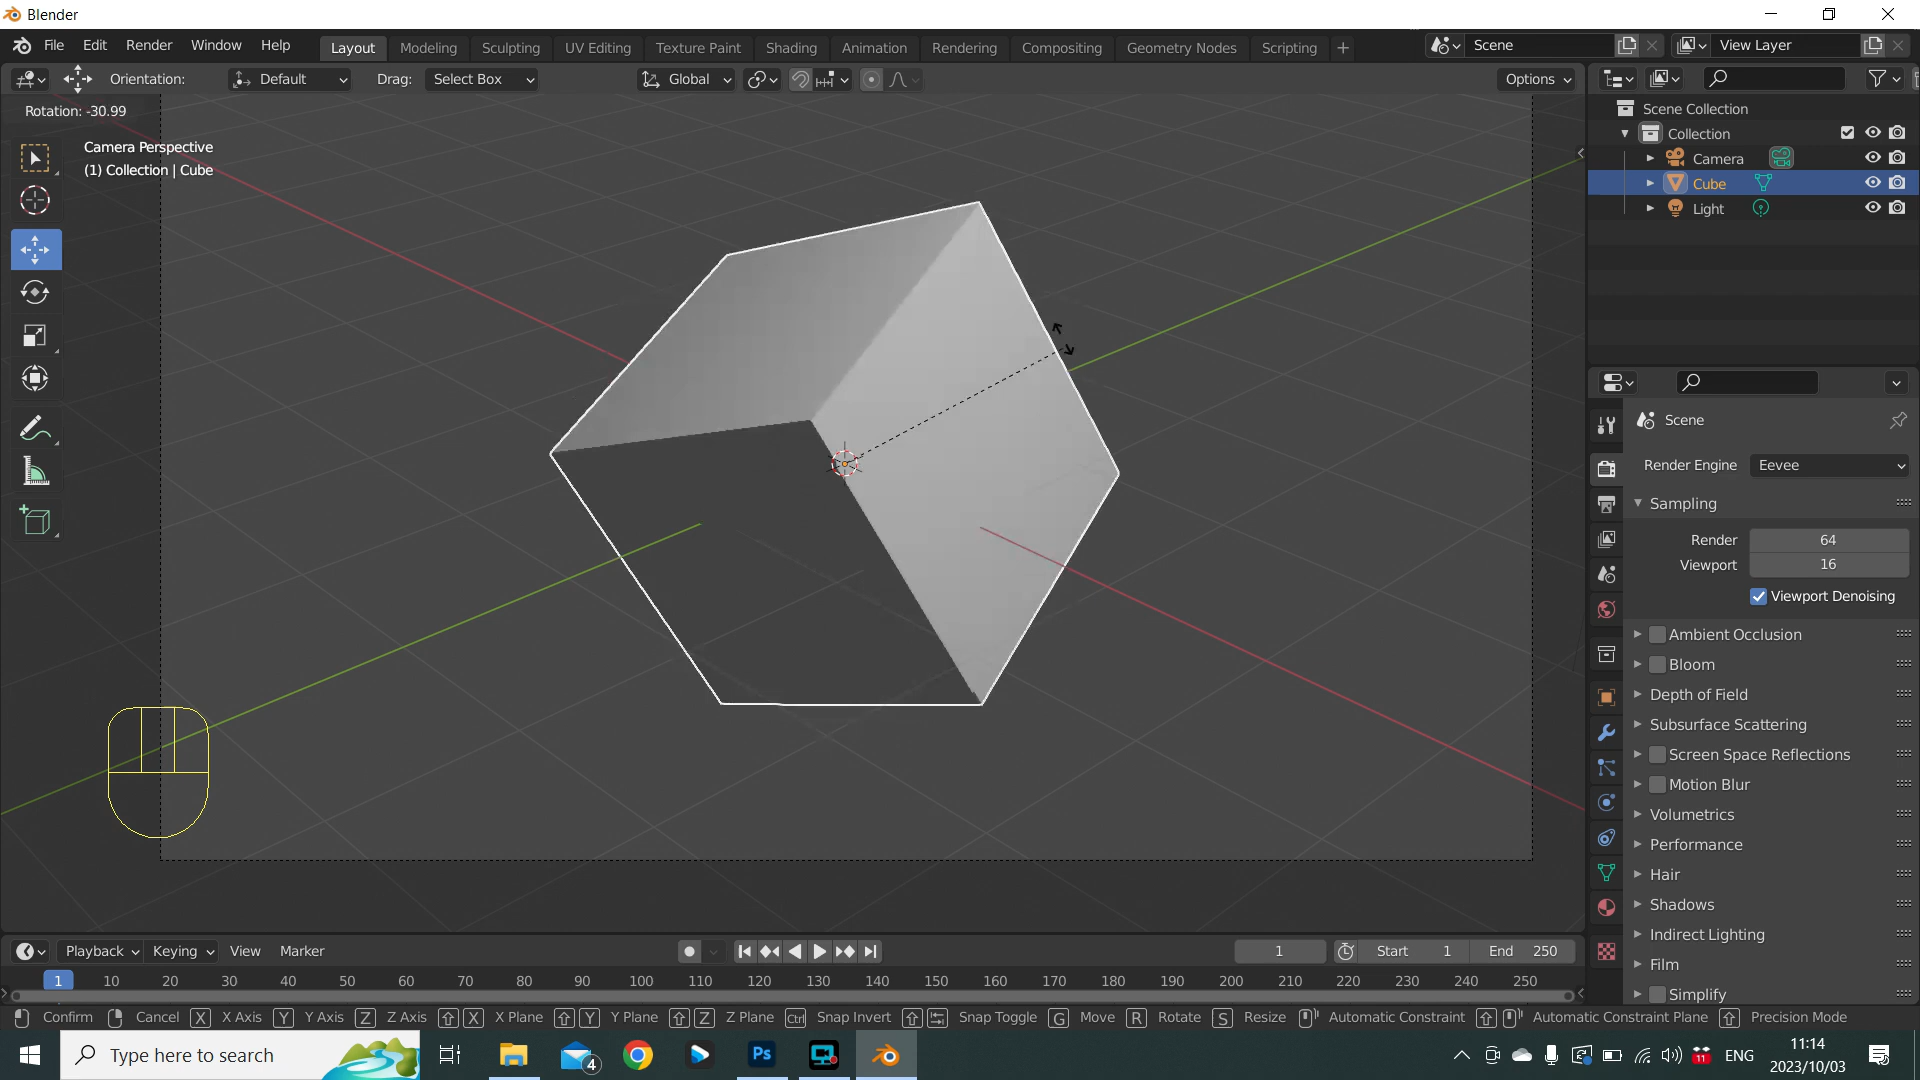 Blender
File Edit Render Window Help
Layout Modeling Sculpting UV Editing Texture Paint Shading Animation Rendering Compositing Geometry Nodes Scripting +
Scene
View Layer
Orientation: Default Drag: Select Box Global Options
Rotation: -30.99
Camera Perspective
(1) Collection | Cube
Scene Collection
Collection
Camera
Cube
Light
Scene
Render Engine Eevee
Sampling
Render 64
Viewport 16
Viewport Denoising
Ambient Occlusion
Bloom
Depth of Field
Subsurface Scattering
Screen Space Reflections
Motion Blur
Volumetrics
Performance
Hair
Shadows
Indirect Lighting
Film
Simplify
Playback Keying View Marker 1 Start 1 End 250
1 10 20 30 40 50 60 70 80 90 100 110 120 130 140 150 160 170 180 190 200 210 220 230 240 250
Confirm Cancel X X Axis Y Y Axis Z Z Axis X X Plane Y Y Plane Z Z Plane Ctrl Snap Invert Snap Toggle G Move R Rotate S Resize Automatic Constraint Automatic Constraint Plane Precision Mode
Type here to search
4
Ps
11
ENG
11:14
2023/10/03